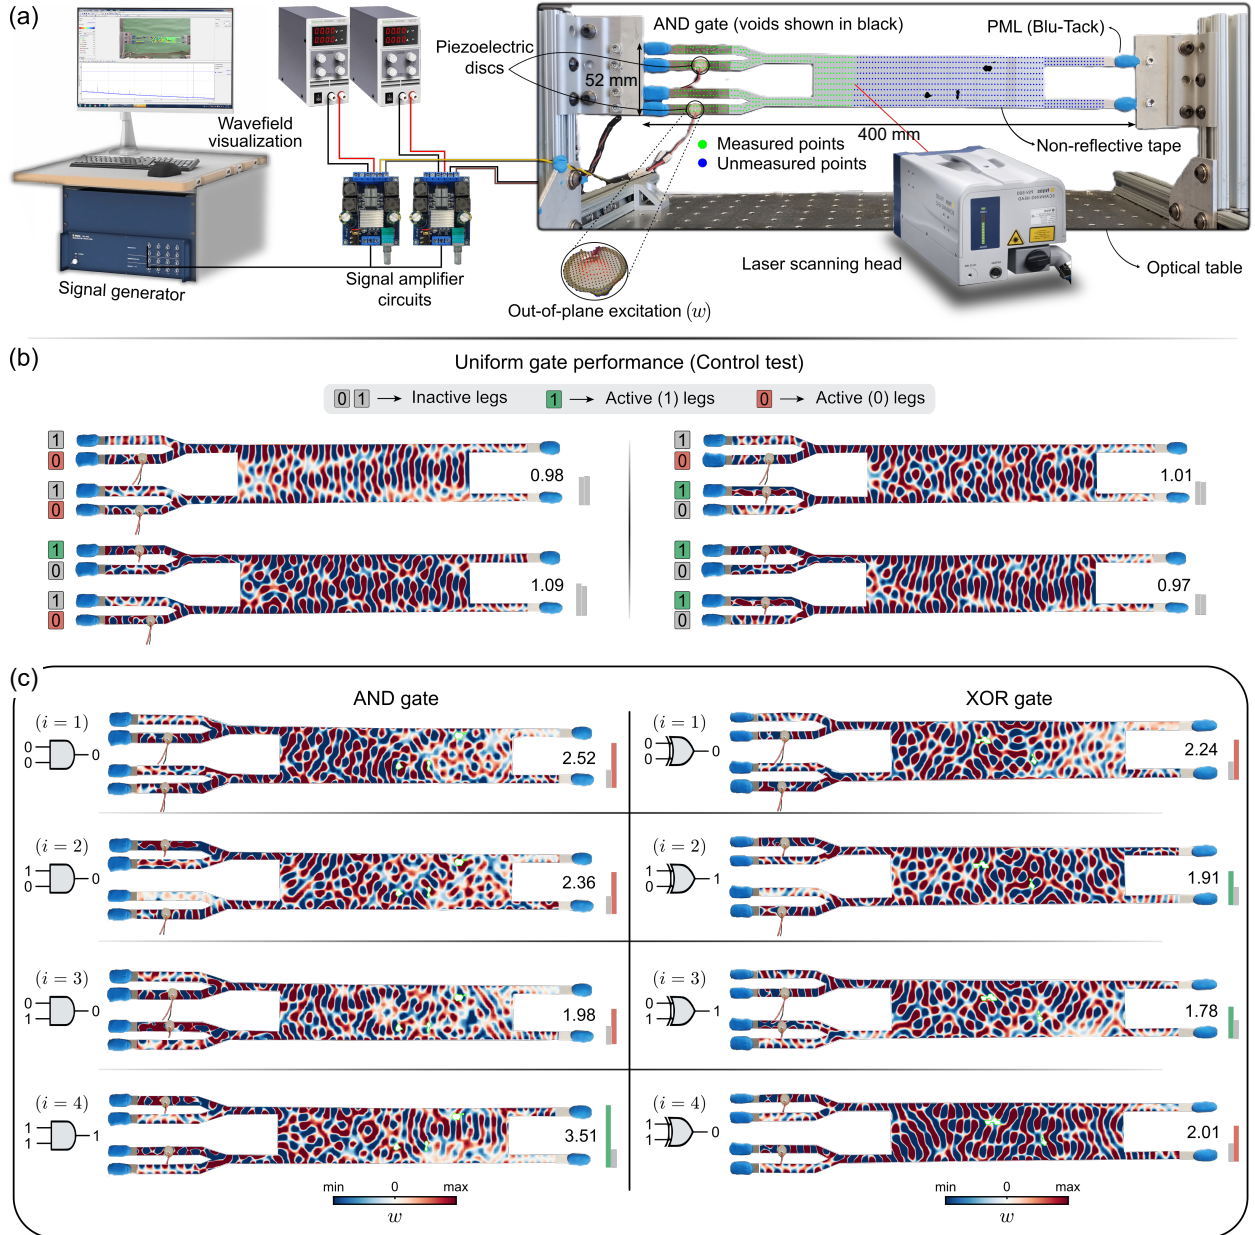 (a)
AND gate (voids shown in black)
PML (Blu-Tack)
Piezoelectric
discs
52 mm
Wavefield
visualization
400 mm
Measured points
Unmeasured points
Non-reflective tape
Signal generator
Signal amplifier
circuits
Laser scanning head
Optical table
Out-of-plane excitation (w)
(b)
Uniform gate performance (Control test)
0 1 → Inactive legs
1 → Active (1) legs
0 → Active (0) legs
1
0
1
0
0.98
1
0
1
0
1.01
1
0
1
0
1.09
1
0
1
0
0.97
(c)
AND gate
XOR gate
(i = 1)
0
0
0
2.52
(i = 1)
0
0
0
2.24
(i = 2)
1
0
0
2.36
(i = 2)
1
0
1
1.91
(i = 3)
0
1
0
1.98
(i = 3)
0
1
1
1.78
(i = 4)
1
1
1
3.51
(i = 4)
1
1
0
2.01
min 0 max
w
min 0 max
w